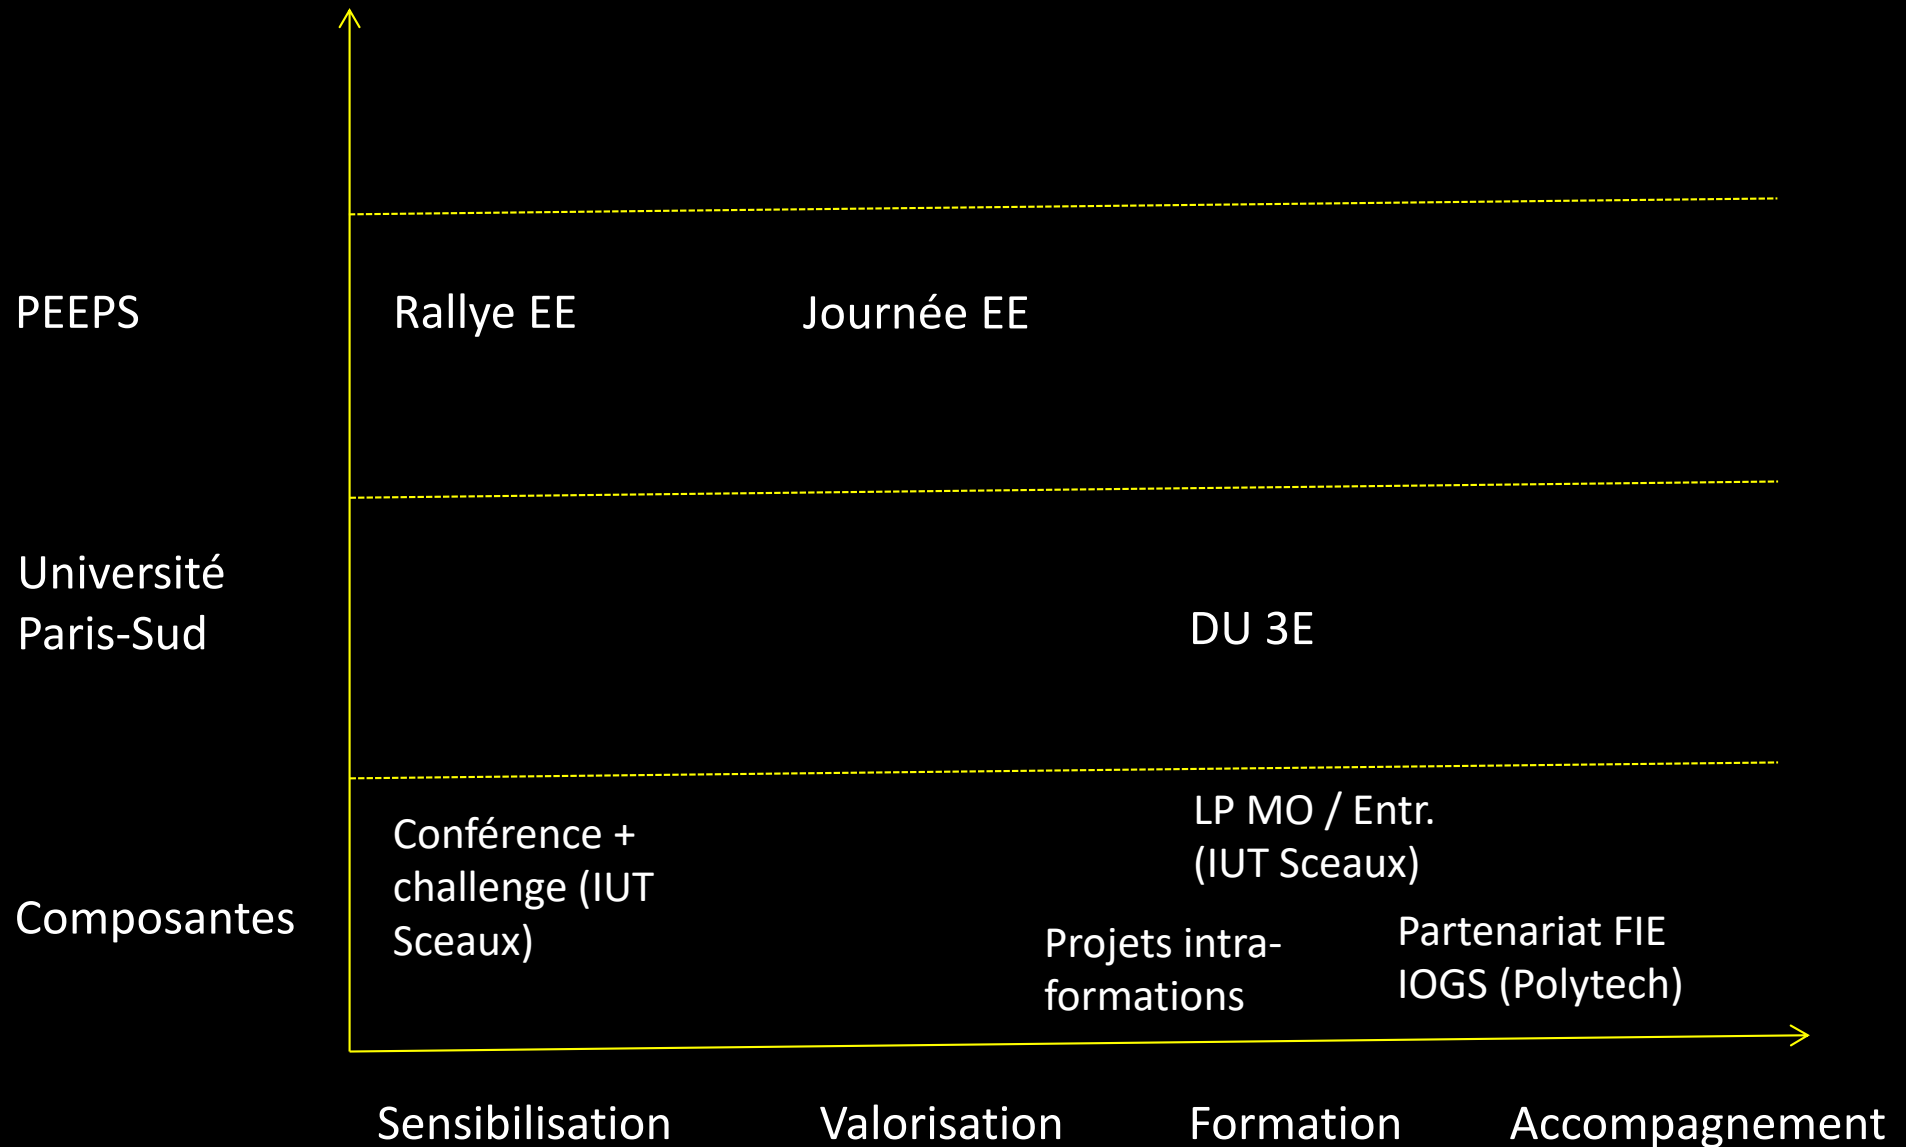 PEEPS
Rallye EE
Journée EE
Université
Paris-Sud
DU 3E
Composantes
Conférence +
challenge (IUT
Sceaux)
LP MO / Entr.
(IUT Sceaux)
Projets intra-
formations
Partenariat FIE
IOGS (Polytech)
Sensibilisation
Valorisation
Formation
Accompagnement